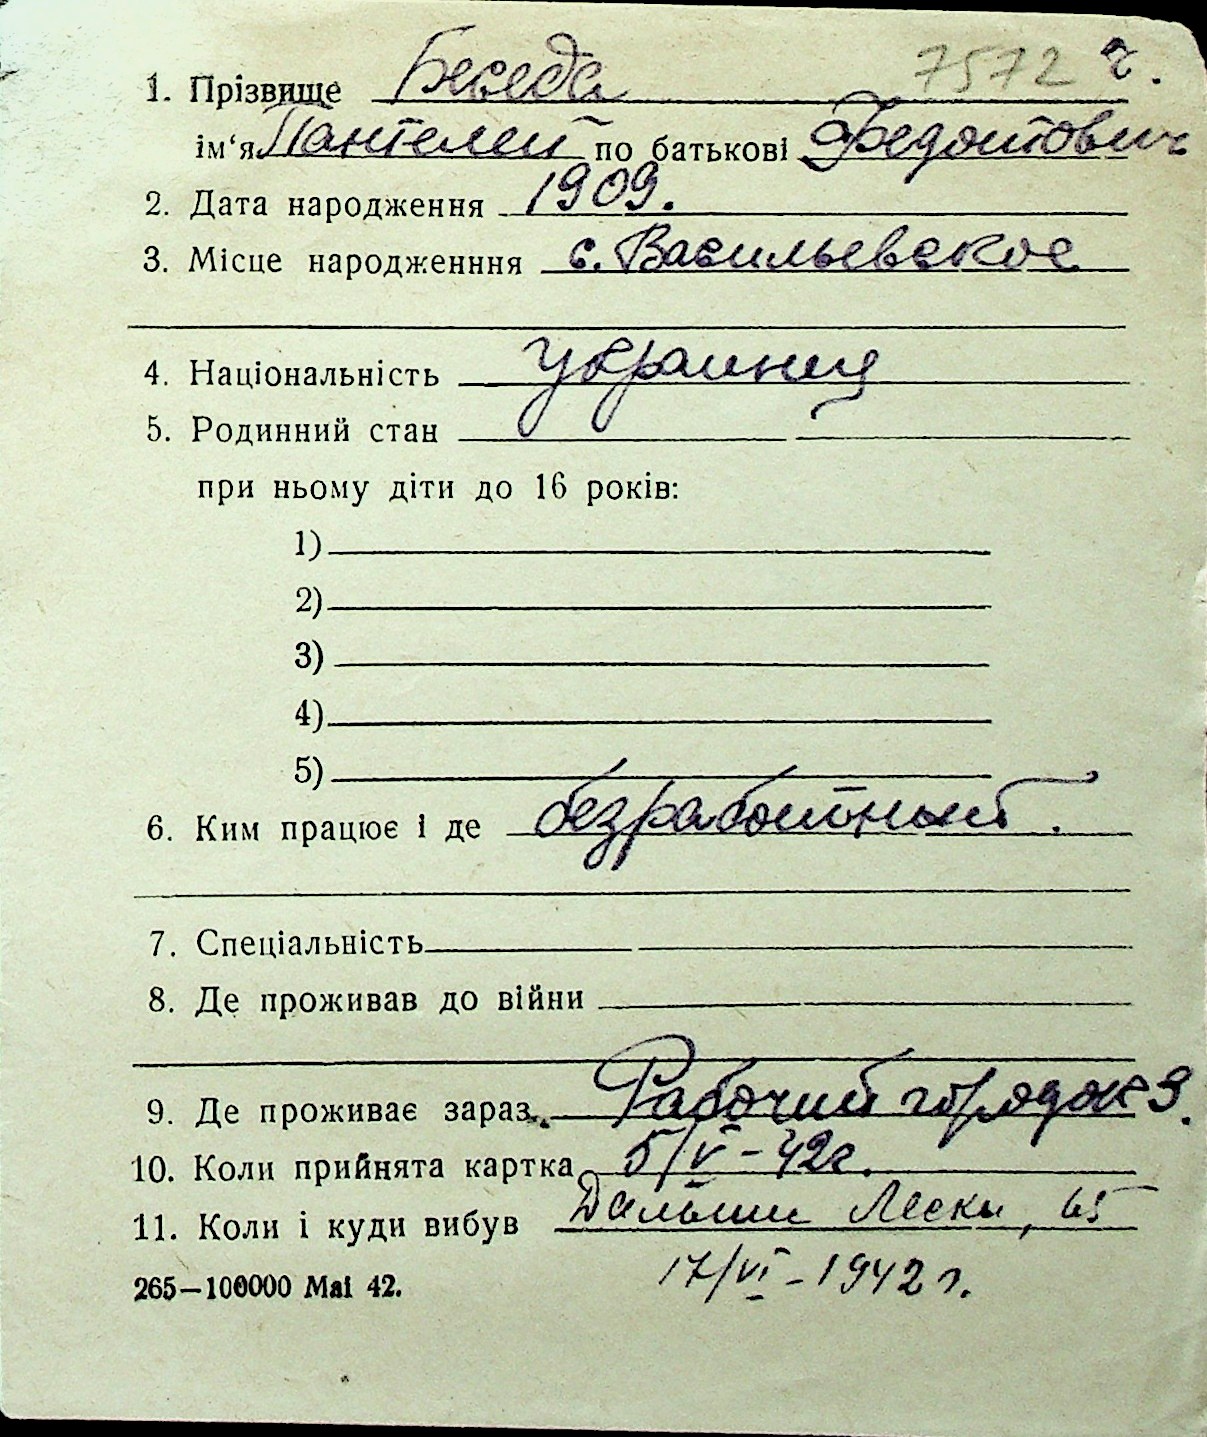 7572 г.
1. Прізвище Беседа
ім‘я Пантелей по батькові Федотович
2. Дата народження 1909.
3. Місце народженння с. Васильевское
4. Національність украинец
5. Родинний стан
при ньому діти до 16 років:
1)
2)
3)
4)
5)
6. Ким працює і де безработный.
7. Спеціальність
8. Де проживав до війни
9. Де проживає зараз Рабочий городок 3.
10. Коли прийнята картка 5/V-42г.
11. Коли і куди вибув Дальние Лески, 65
265—100000 Mai 42. 17/VI-1942 г.